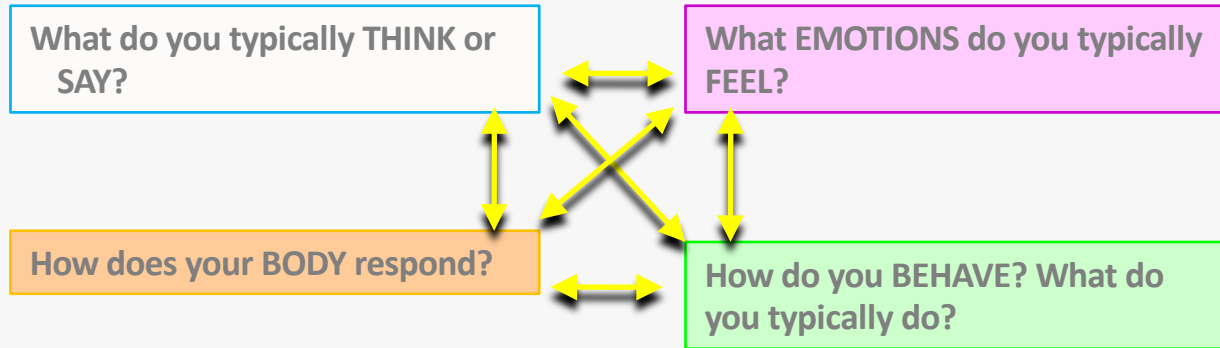 What do you typically THINK or
SAY?
What EMOTIONS do you typically
FEEL?
How does your BODY respond?
How do you BEHAVE? What do
you typically do?